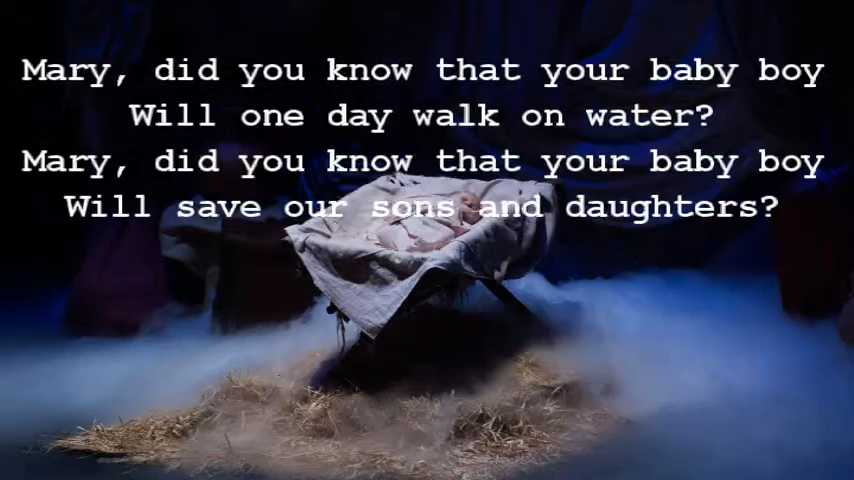 Mary, did you know that your baby boy
Will one day walk on water?
Mary, did you know that your baby boy
Will save our sons and daughters?